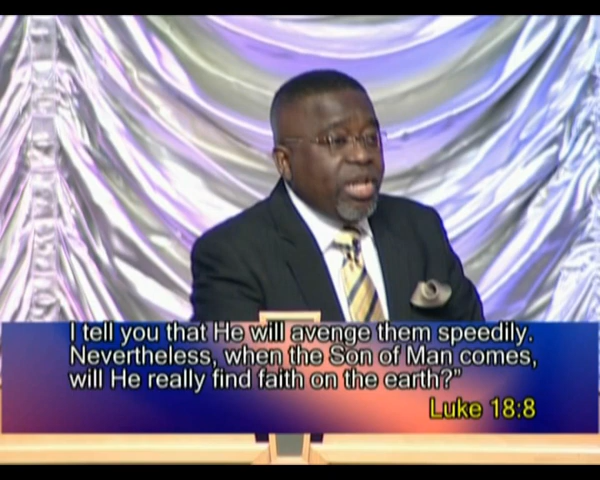 I tell you that He will avenge them speedily.
Nevertheless, when the Son of Man comes,
will He really find faith on the earth?"
Luke 18:8